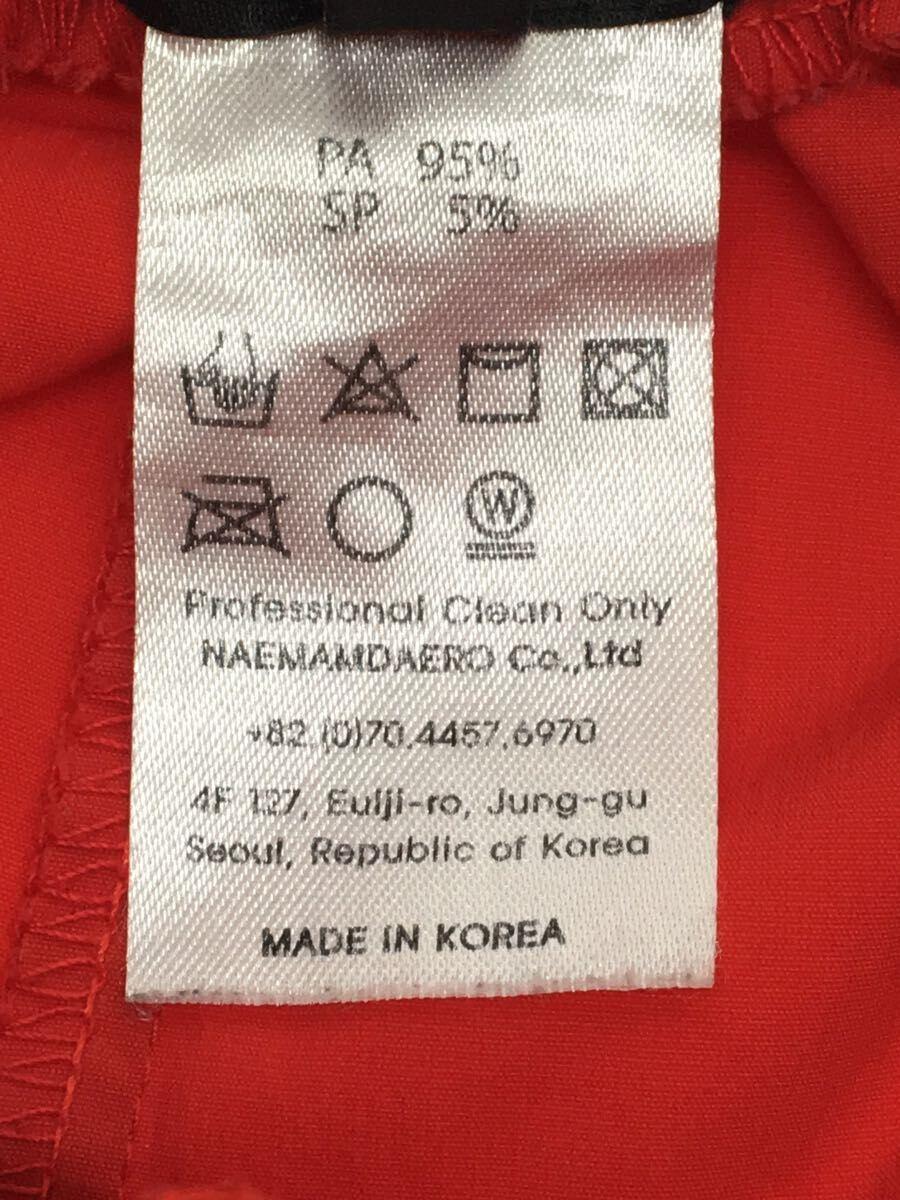 PA 95%
SP 5%
W
Professional Clean Only
NAEMAMDAERO Co.,Ltd
+82.(0)70.4457.6970
4F 127, Eulji-ro, Jung-gu
Seoul, Republic of Korea
MADE IN KOREA